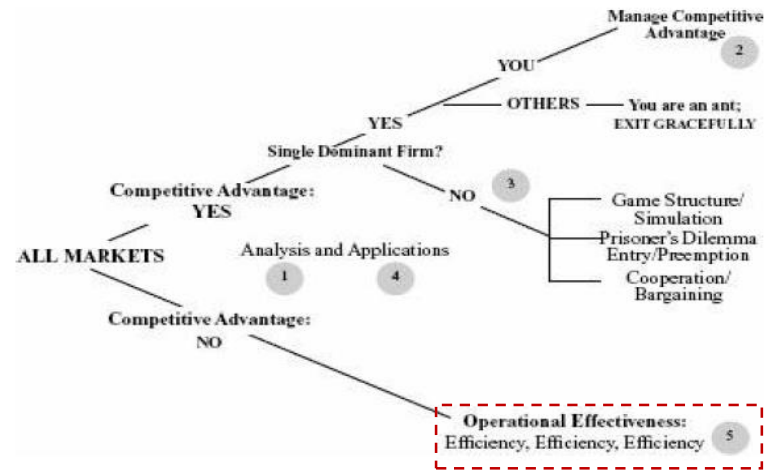 Manage Competitive
Advantage
2
YOU
OTHERS
You are an ant;
EXIT GRACEFULLY
YES
Single Dominant Firm?
3
NO
Competitive Advantage:
YES
Game Structure/
Simulation
Prisoner's Dilemma
Entry/Preemption
Cooperation/
Bargaining
ALL MARKETS
Analysis and Applications
1
4
Competitive Advantage:
NO
Operational Effectiveness:
Efficiency, Efficiency, Efficiency
5